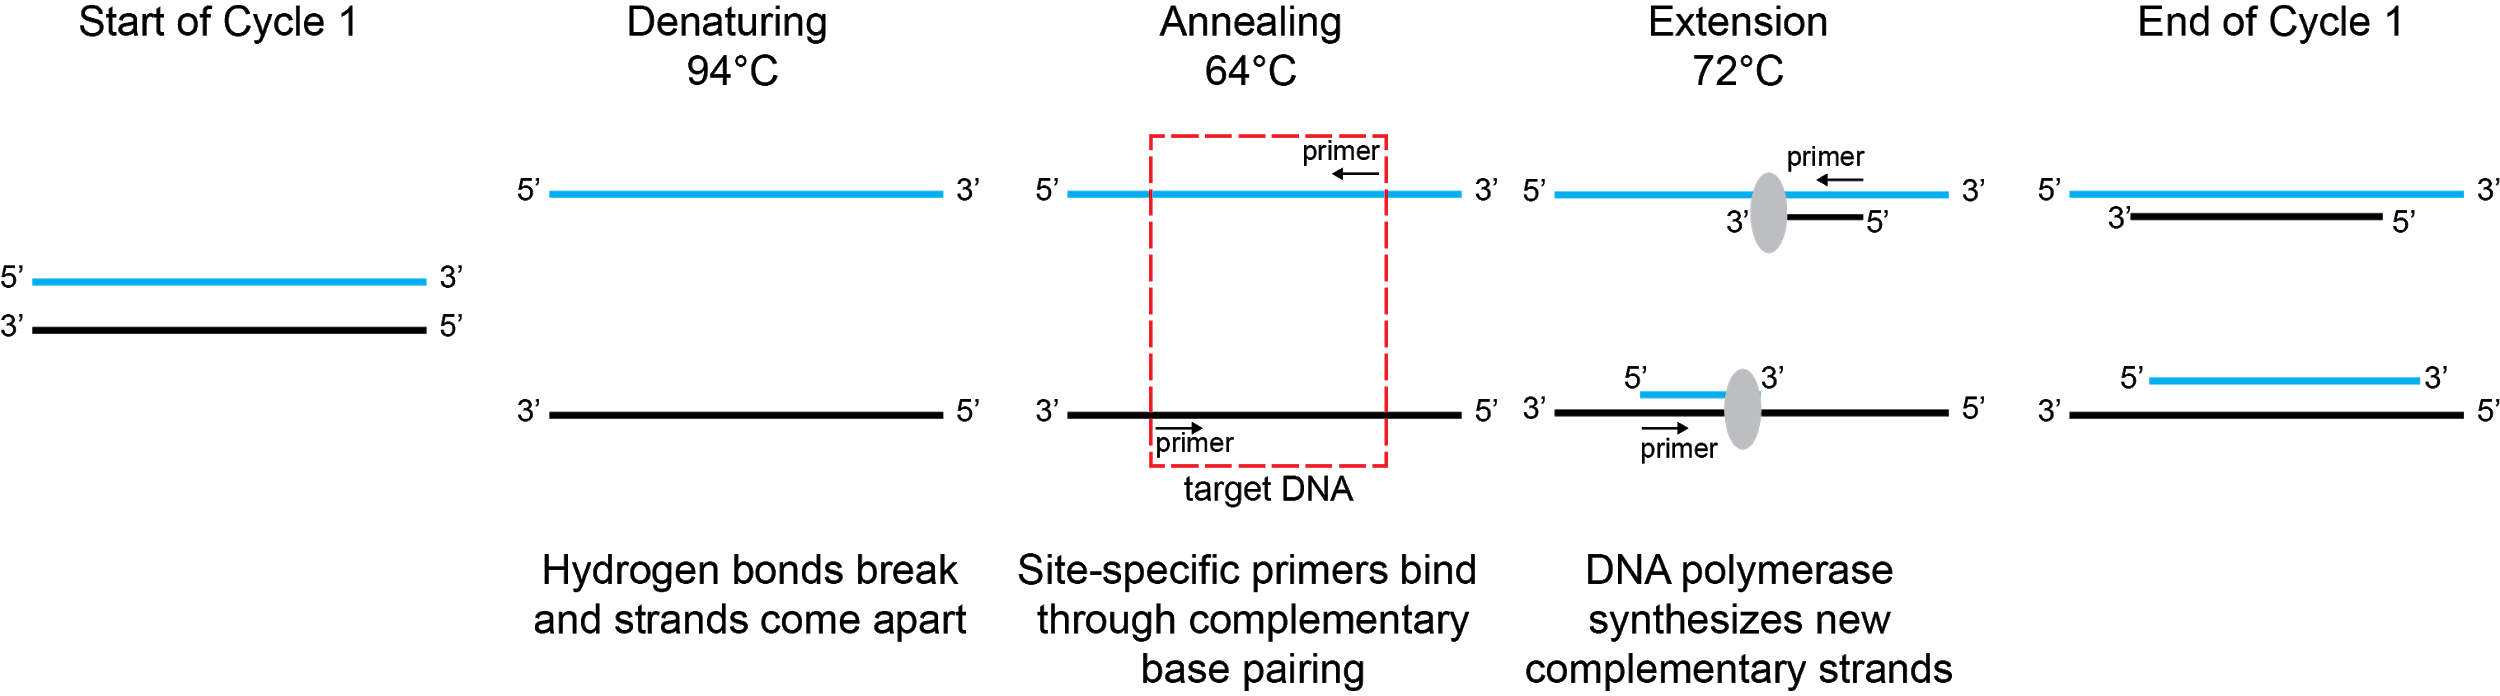 Start of Cycle 1
5’ 3’
3’ 5’
Denaturing
94°C
5’ 3’
3’ 5’
Hydrogen bonds break
and strands come apart
Annealing
64°C
primer
5’ 3’
3’ 5’
primer
target DNA
Site-specific primers bind
through complementary
base pairing
Extension
72°C
primer
5’ 3’
3’ 5’
5’ 3’
3’ 5’
primer
DNA polymerase
synthesizes new
complementary strands
End of Cycle 1
5’ 3’
3’ 5’
5’ 3’
3’ 5’